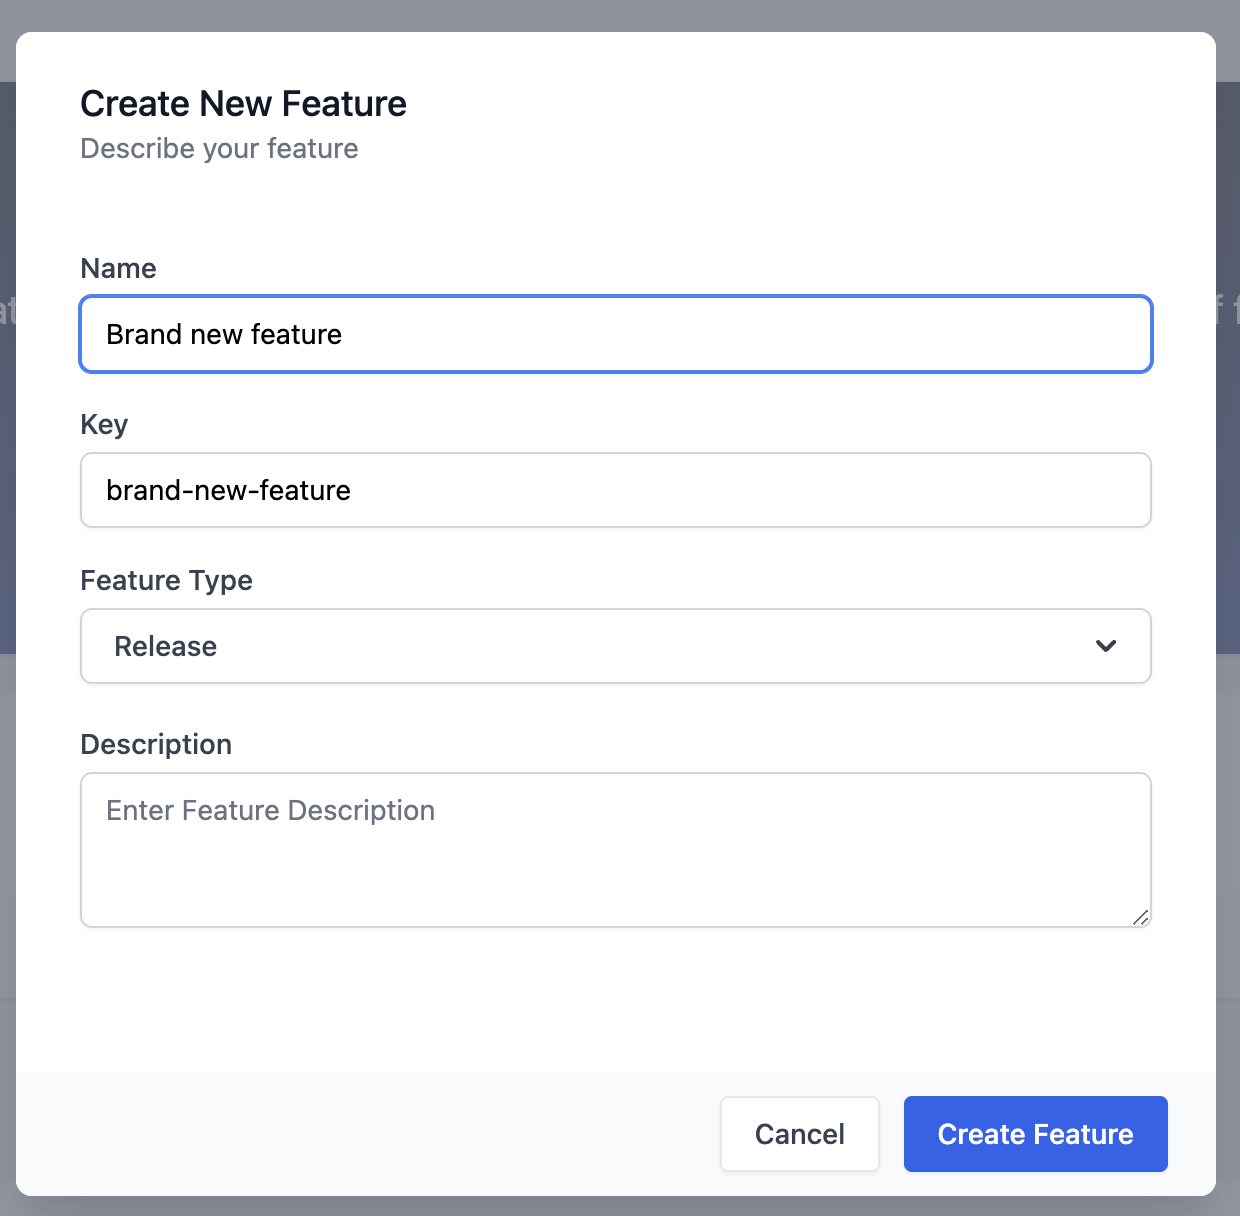 Create New Feature
Describe your feature
Name
Brand new feature
Key
brand-new-feature
Feature Type
Release
Description
Enter Feature Description
Cancel
Create Feature